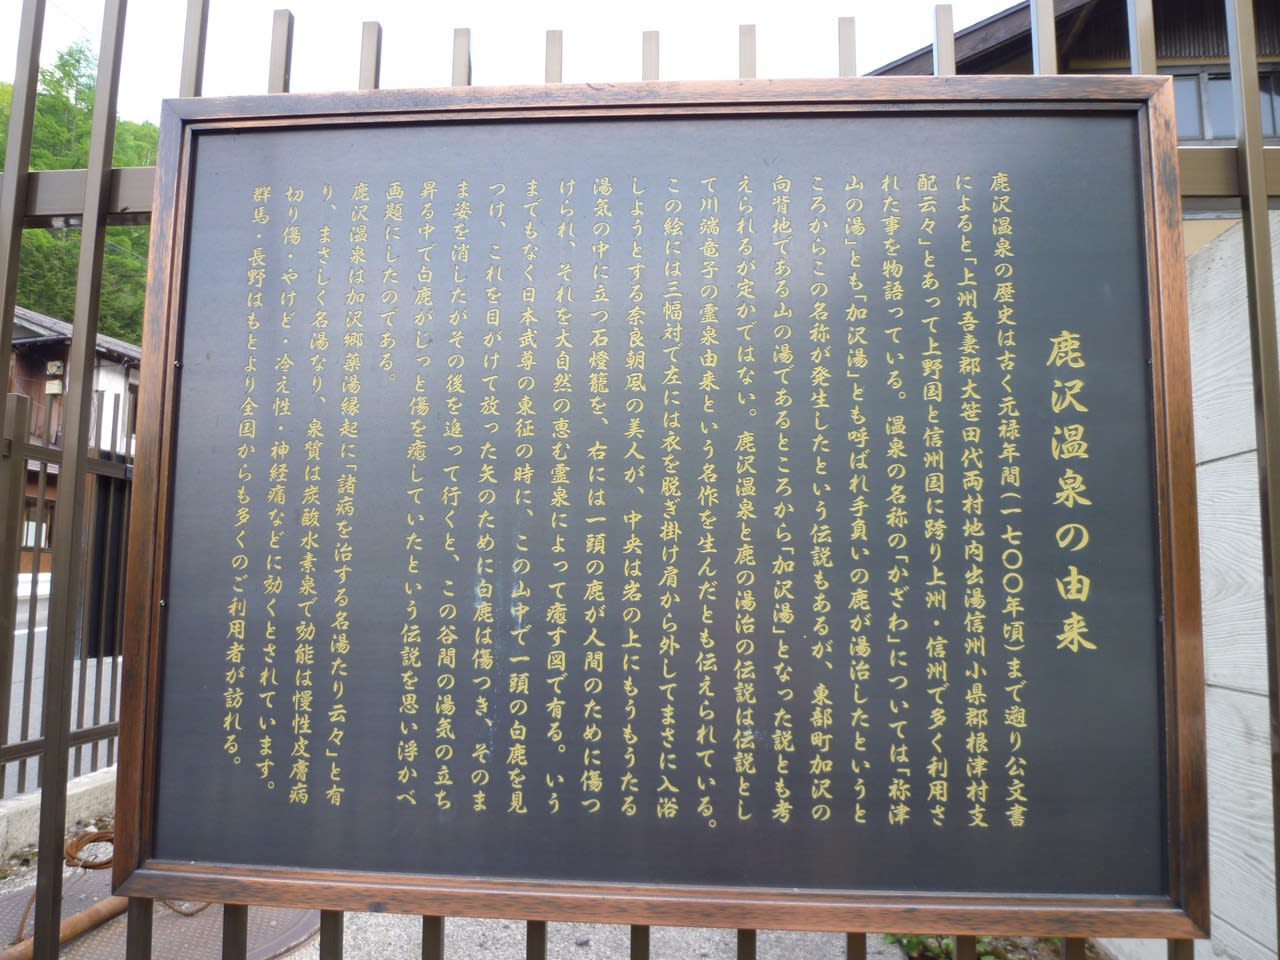 鹿沢温泉の由来
鹿沢温泉の歴史は古く元禄年間(一七〇〇年頃)まで遡り公文書
によると「上州吾妻郡大笹田代両村地内出湯信州小県郡根津村支
配云々」とあって上野国と信州国に跨り上州・信州で多く利用さ
れた事を物語っている。温泉の名称の「かざわ」については「祢津
山の湯」とも「加沢湯」とも呼ばれ手負いの鹿が湯治したというと
ころからこの名称が発生したという伝説もあるが、東部町加沢の
向背地である山の湯であるところから「加沢湯」となった説とも考
えられるが定かではない。鹿沢温泉と鹿の湯治の伝説は伝説とし
て川端竜子の霊泉由来という名作を生んだとも伝えられている。
この絵には三幅対で左には衣を脱ぎ掛け肩から外してまさに入浴
しようとする奈良朝風の美人が、中央は岩の上にもうもうたる
湯気の中に立つ石燈籠を、右には一頭の鹿が人間のために傷つ
けられ、それを大自然の恵む霊泉によって癒す図で有る。いう
までもなく日本武尊の東征の時に、この山中で一頭の白鹿を見
つけ、これを目がけて放った矢のために白鹿は傷つき、そのま
ま姿を消したがその後を追って行くと、この谷間の湯気の立ち
昇る中で白鹿がじっと傷を癒していたという伝説を思い浮かべ
画題にしたのである。
鹿沢温泉は加沢郷薬湯縁起に「諸病を治する名湯たり云々」と有
り、まさしく名湯なり、泉質は炭酸水素泉で効能は慢性皮膚病
切り傷・やけど・冷え性・神経痛などに効くとされています。
群馬・長野はもとより全国からも多くのご利用者が訪れる。